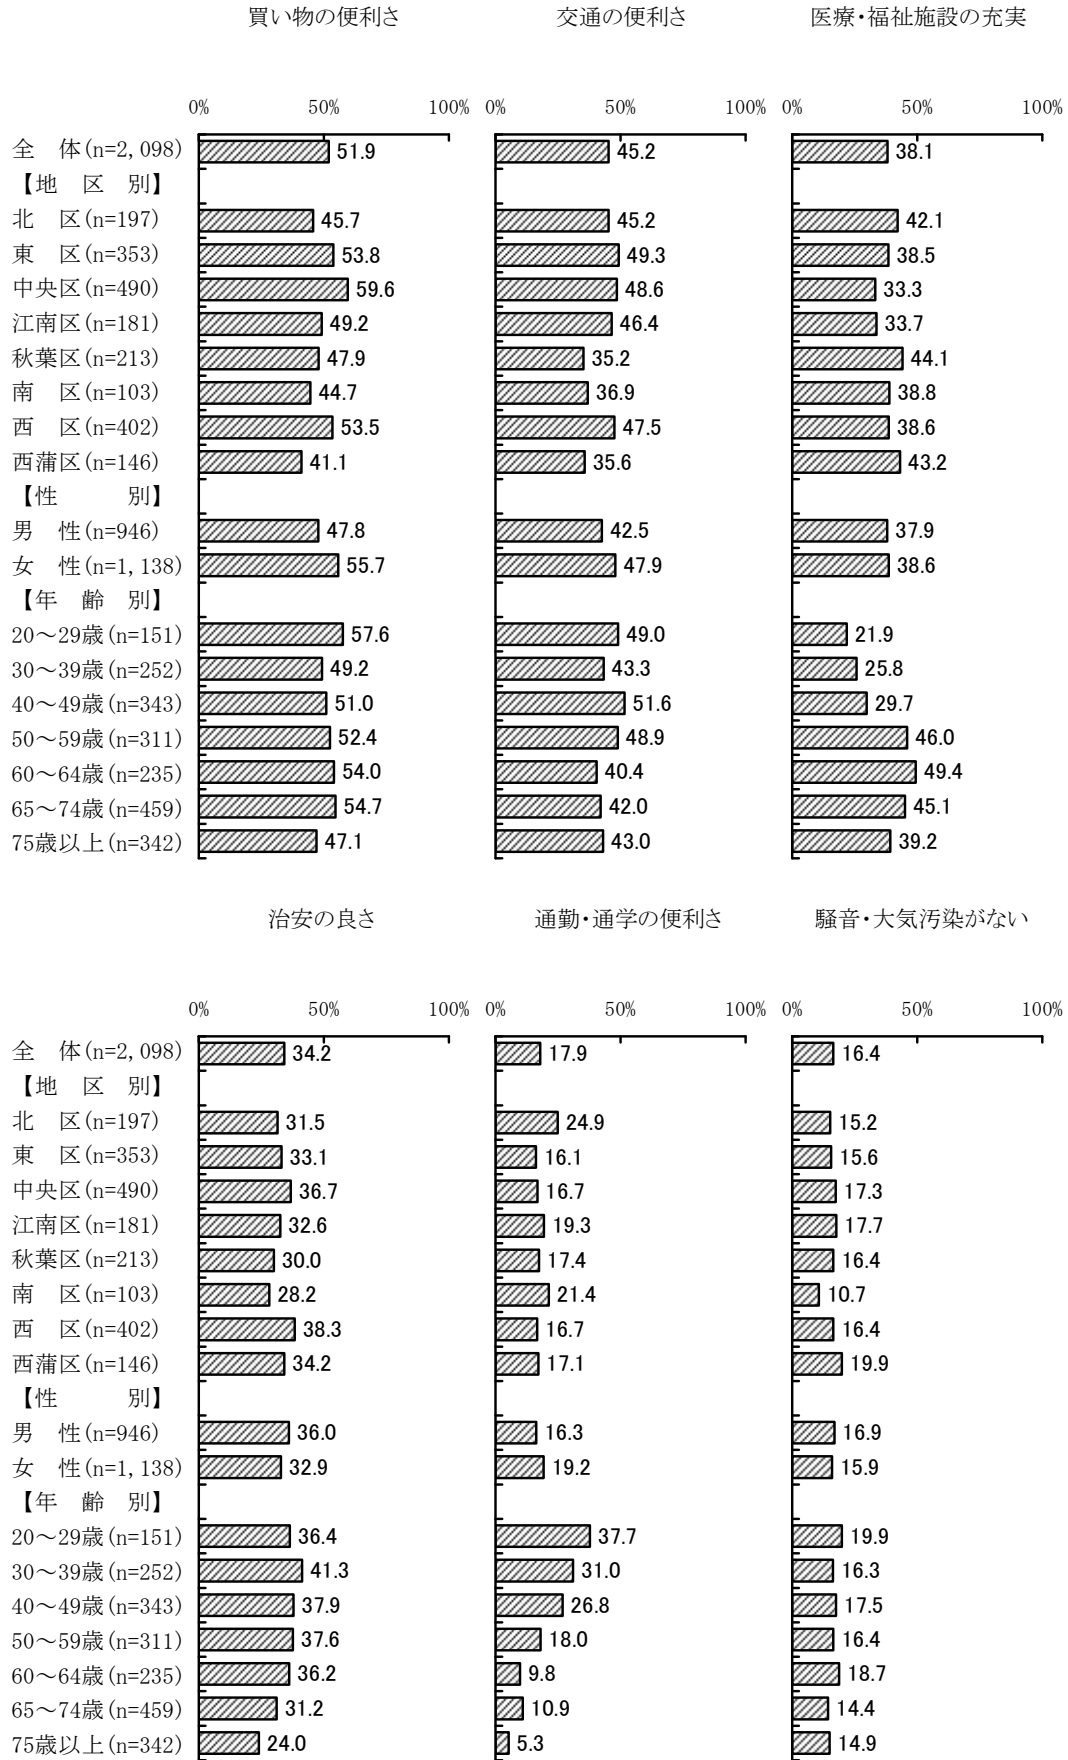 買い物の便利さ 交通の便利さ 医療・福祉施設の充実
0% 50% 100% 0% 50% 100% 0% 50% 100%
全　体(n=2,098) 51.9 45.2 38.1
【地　区　別】
北　区(n=197) 45.7 45.2 42.1
東　区(n=353) 53.8 49.3 38.5
中央区(n=490) 59.6 48.6 33.3
江南区(n=181) 49.2 46.4 33.7
秋葉区(n=213) 47.9 35.2 44.1
南　区(n=103) 44.7 36.9 38.8
西　区(n=402) 53.5 47.5 38.6
西蒲区(n=146) 41.1 35.6 43.2
【性　　　別】
男　性(n=946) 47.8 42.5 37.9
女　性(n=1,138) 55.7 47.9 38.6
【年　齢　別】
20～29歳(n=151) 57.6 49.0 21.9
30～39歳(n=252) 49.2 43.3 25.8
40～49歳(n=343) 51.0 51.6 29.7
50～59歳(n=311) 52.4 48.9 46.0
60～64歳(n=235) 54.0 40.4 49.4
65～74歳(n=459) 54.7 42.0 45.1
75歳以上(n=342) 47.1 43.0 39.2
治安の良さ 通勤・通学の便利さ 騒音・大気汚染がない
0% 50% 100% 0% 50% 100% 0% 50% 100%
全　体(n=2,098) 34.2 17.9 16.4
【地　区　別】
北　区(n=197) 31.5 24.9 15.2
東　区(n=353) 33.1 16.1 15.6
中央区(n=490) 36.7 16.7 17.3
江南区(n=181) 32.6 19.3 17.7
秋葉区(n=213) 30.0 17.4 16.4
南　区(n=103) 28.2 21.4 10.7
西　区(n=402) 38.3 16.7 16.4
西蒲区(n=146) 34.2 17.1 19.9
【性　　　別】
男　性(n=946) 36.0 16.3 16.9
女　性(n=1,138) 32.9 19.2 15.9
【年　齢　別】
20～29歳(n=151) 36.4 37.7 19.9
30～39歳(n=252) 41.3 31.0 16.3
40～49歳(n=343) 37.9 26.8 17.5
50～59歳(n=311) 37.6 18.0 16.4
60～64歳(n=235) 36.2 9.8 18.7
65～74歳(n=459) 31.2 10.9 14.4
75歳以上(n=342) 24.0 5.3 14.9